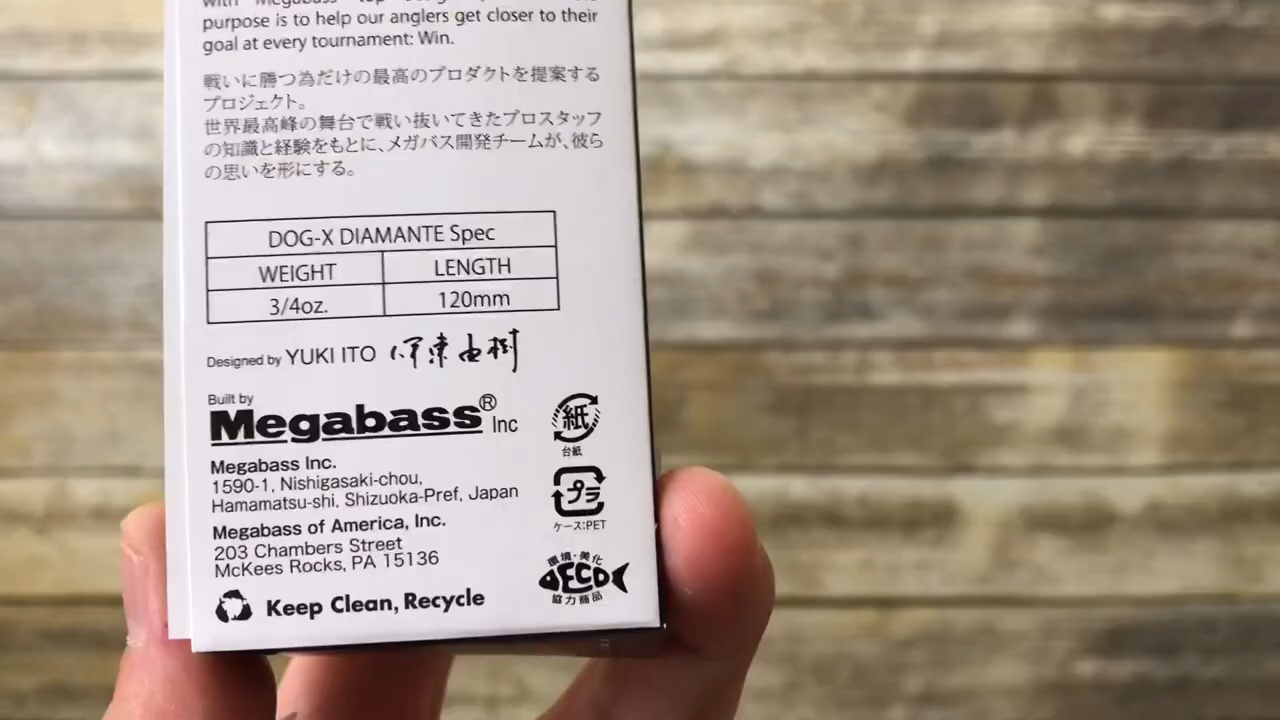 with Megabass' top
purpose is to help our anglers get closer to their
goal at every tournament: Win.
戦いに勝つ為だけの最高のプロダクトを提案する
プロジェクト。
世界最高峰の舞台で戦い抜いてきたプロスタッフ
の知識と経験をもとに、メガバス開発チームが、彼ら
の思いを形にする。
DOG-X DIAMANTE Spec
WEIGHT LENGTH
3/4oz. 120mm
Designed by YUKI ITO 伊東由樹
Built by
Megabass® Inc
紙
台紙
Megabass Inc.
1590-1, Nishigasaki-chou,
Hamamatsu-shi, Shizuoka-Pref, Japan
プラ
ケース:PET
Megabass of America, Inc.
203 Chambers Street
McKees Rocks, PA 15136
環境・美化
ECO
協力商品
Keep Clean, Recycle